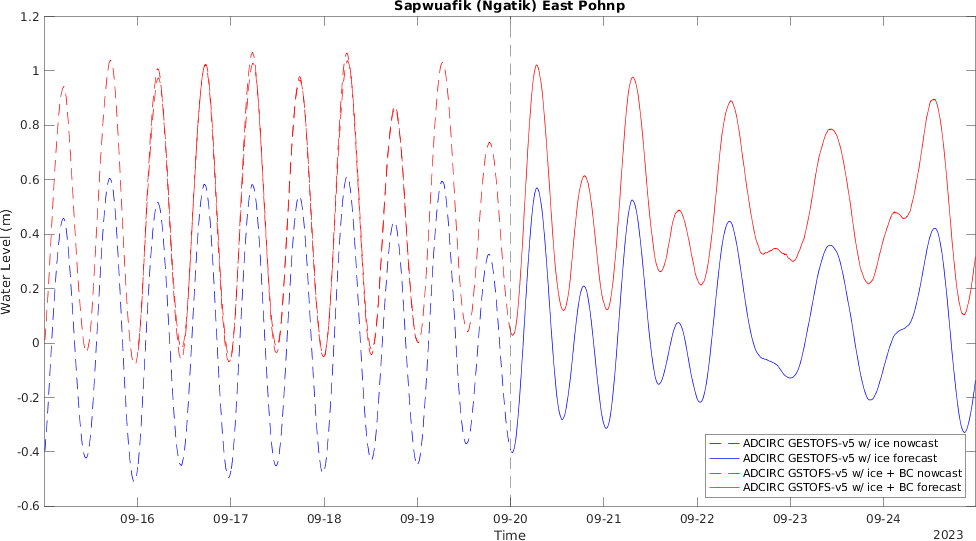 Sapwuafik (Ngatik) East Pohnp
1.2
1
0.8
0.6
0.4
0.2
0
-0.2
-0.4
-0.6
Water Level (m)
09-16 09-17 09-18 09-19 09-20 09-21 09-22 09-23 09-24
Time
2023
ADCIRC GESTOFS-v5 w/ ice nowcast
ADCIRC GESTOFS-v5 w/ ice forecast
ADCIRC GSTOFS-v5 w/ ice + BC nowcast
ADCIRC GSTOFS-v5 w/ ice + BC forecast